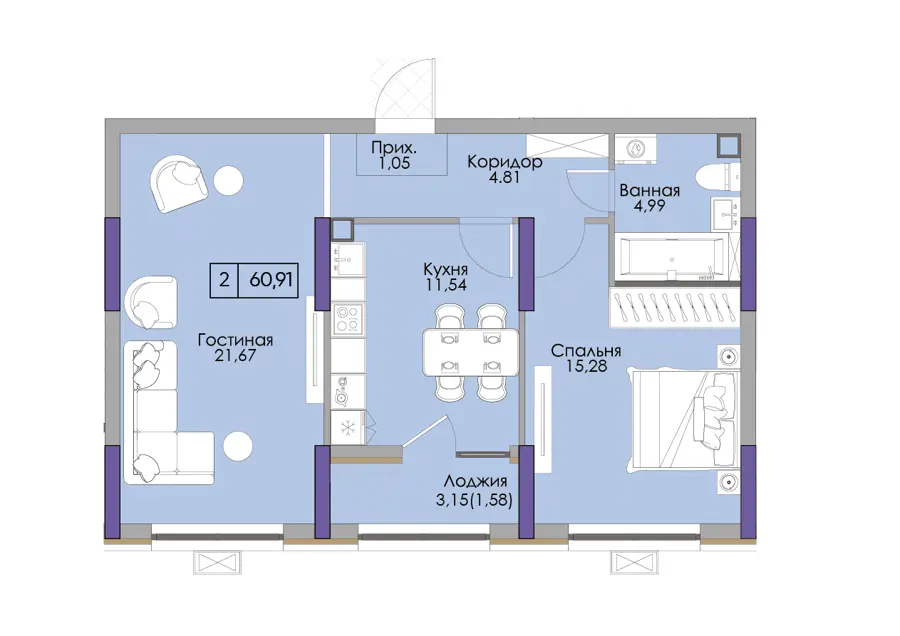 Прих.
1,05
Коридор
4.81
Ванная
4,99
Кухня
11,54
2 60,91
Гостиная
21,67
Спальня
15,28
Лоджия
3,15(1,58)